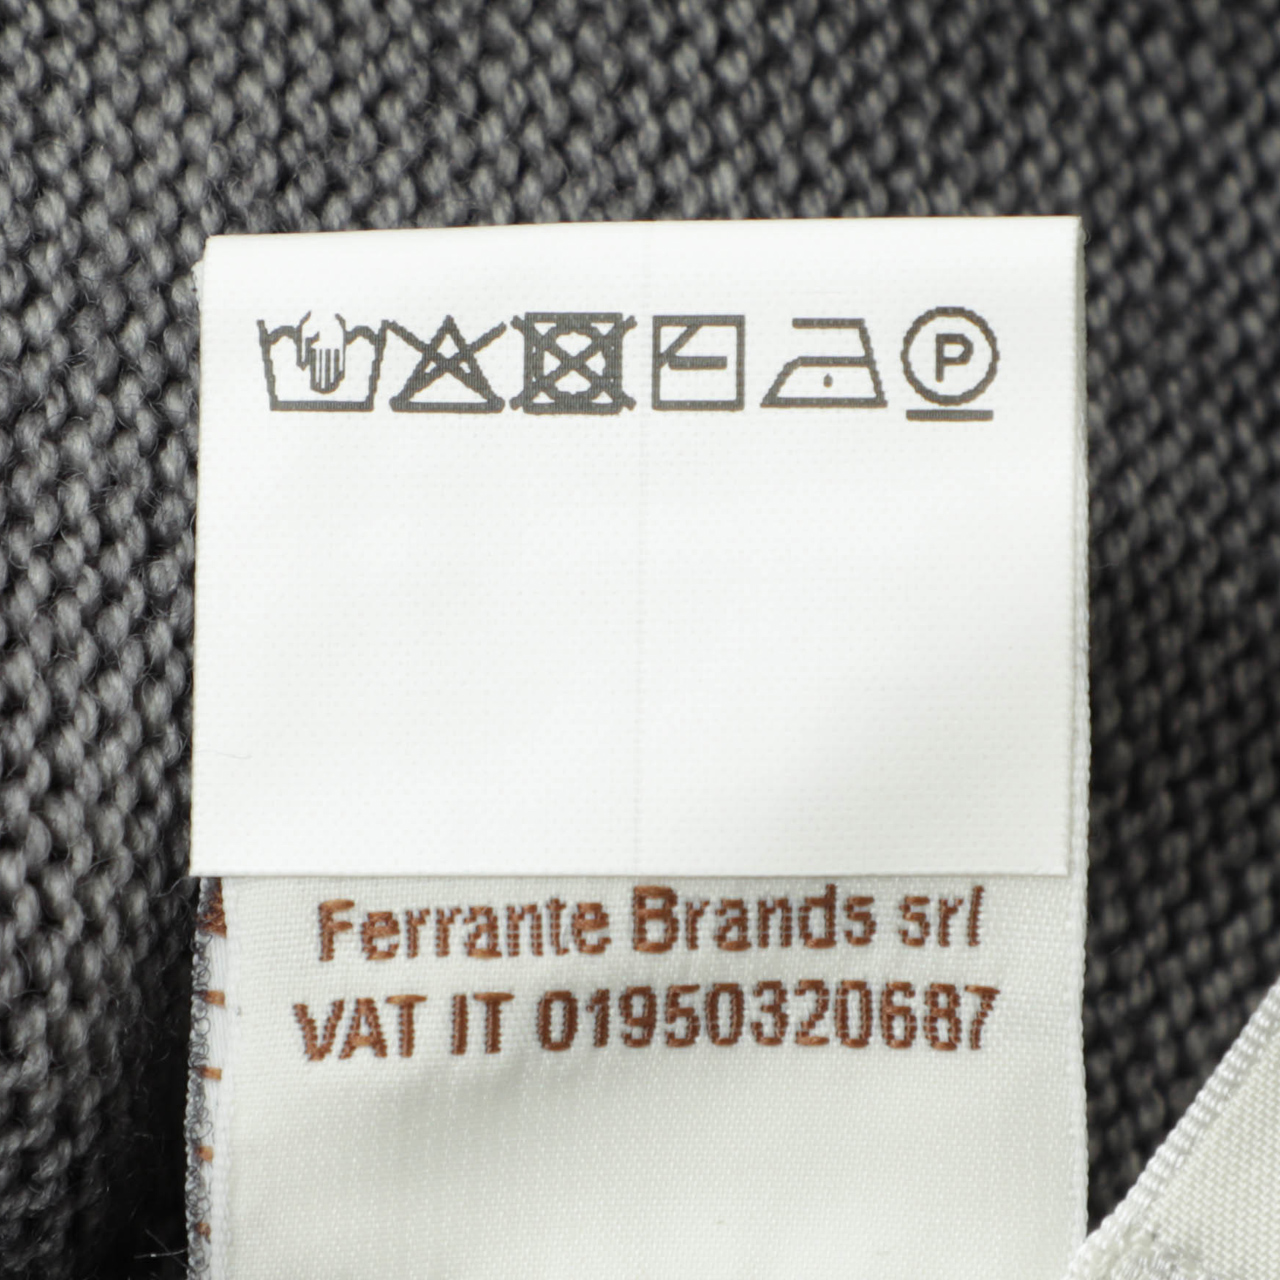 P
Ferrante Brands srl
VAT IT 01950320687